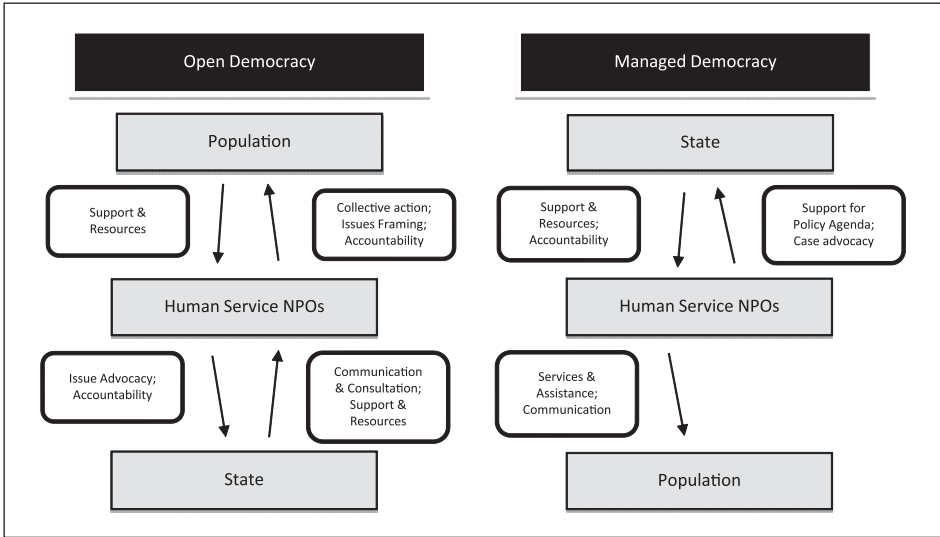 Open Democracy
Population
Support &
Resources
Collective action;
Issues Framing;
Accountability
Human Service NPOs
Issue Advocacy;
Accountability
Communication
& Consultation;
Support &
Resources
State
Managed Democracy
State
Support &
Resources;
Accountability
Support for
Policy Agenda;
Case advocacy
Human Service NPOs
Services &
Assistance;
Communication
Population